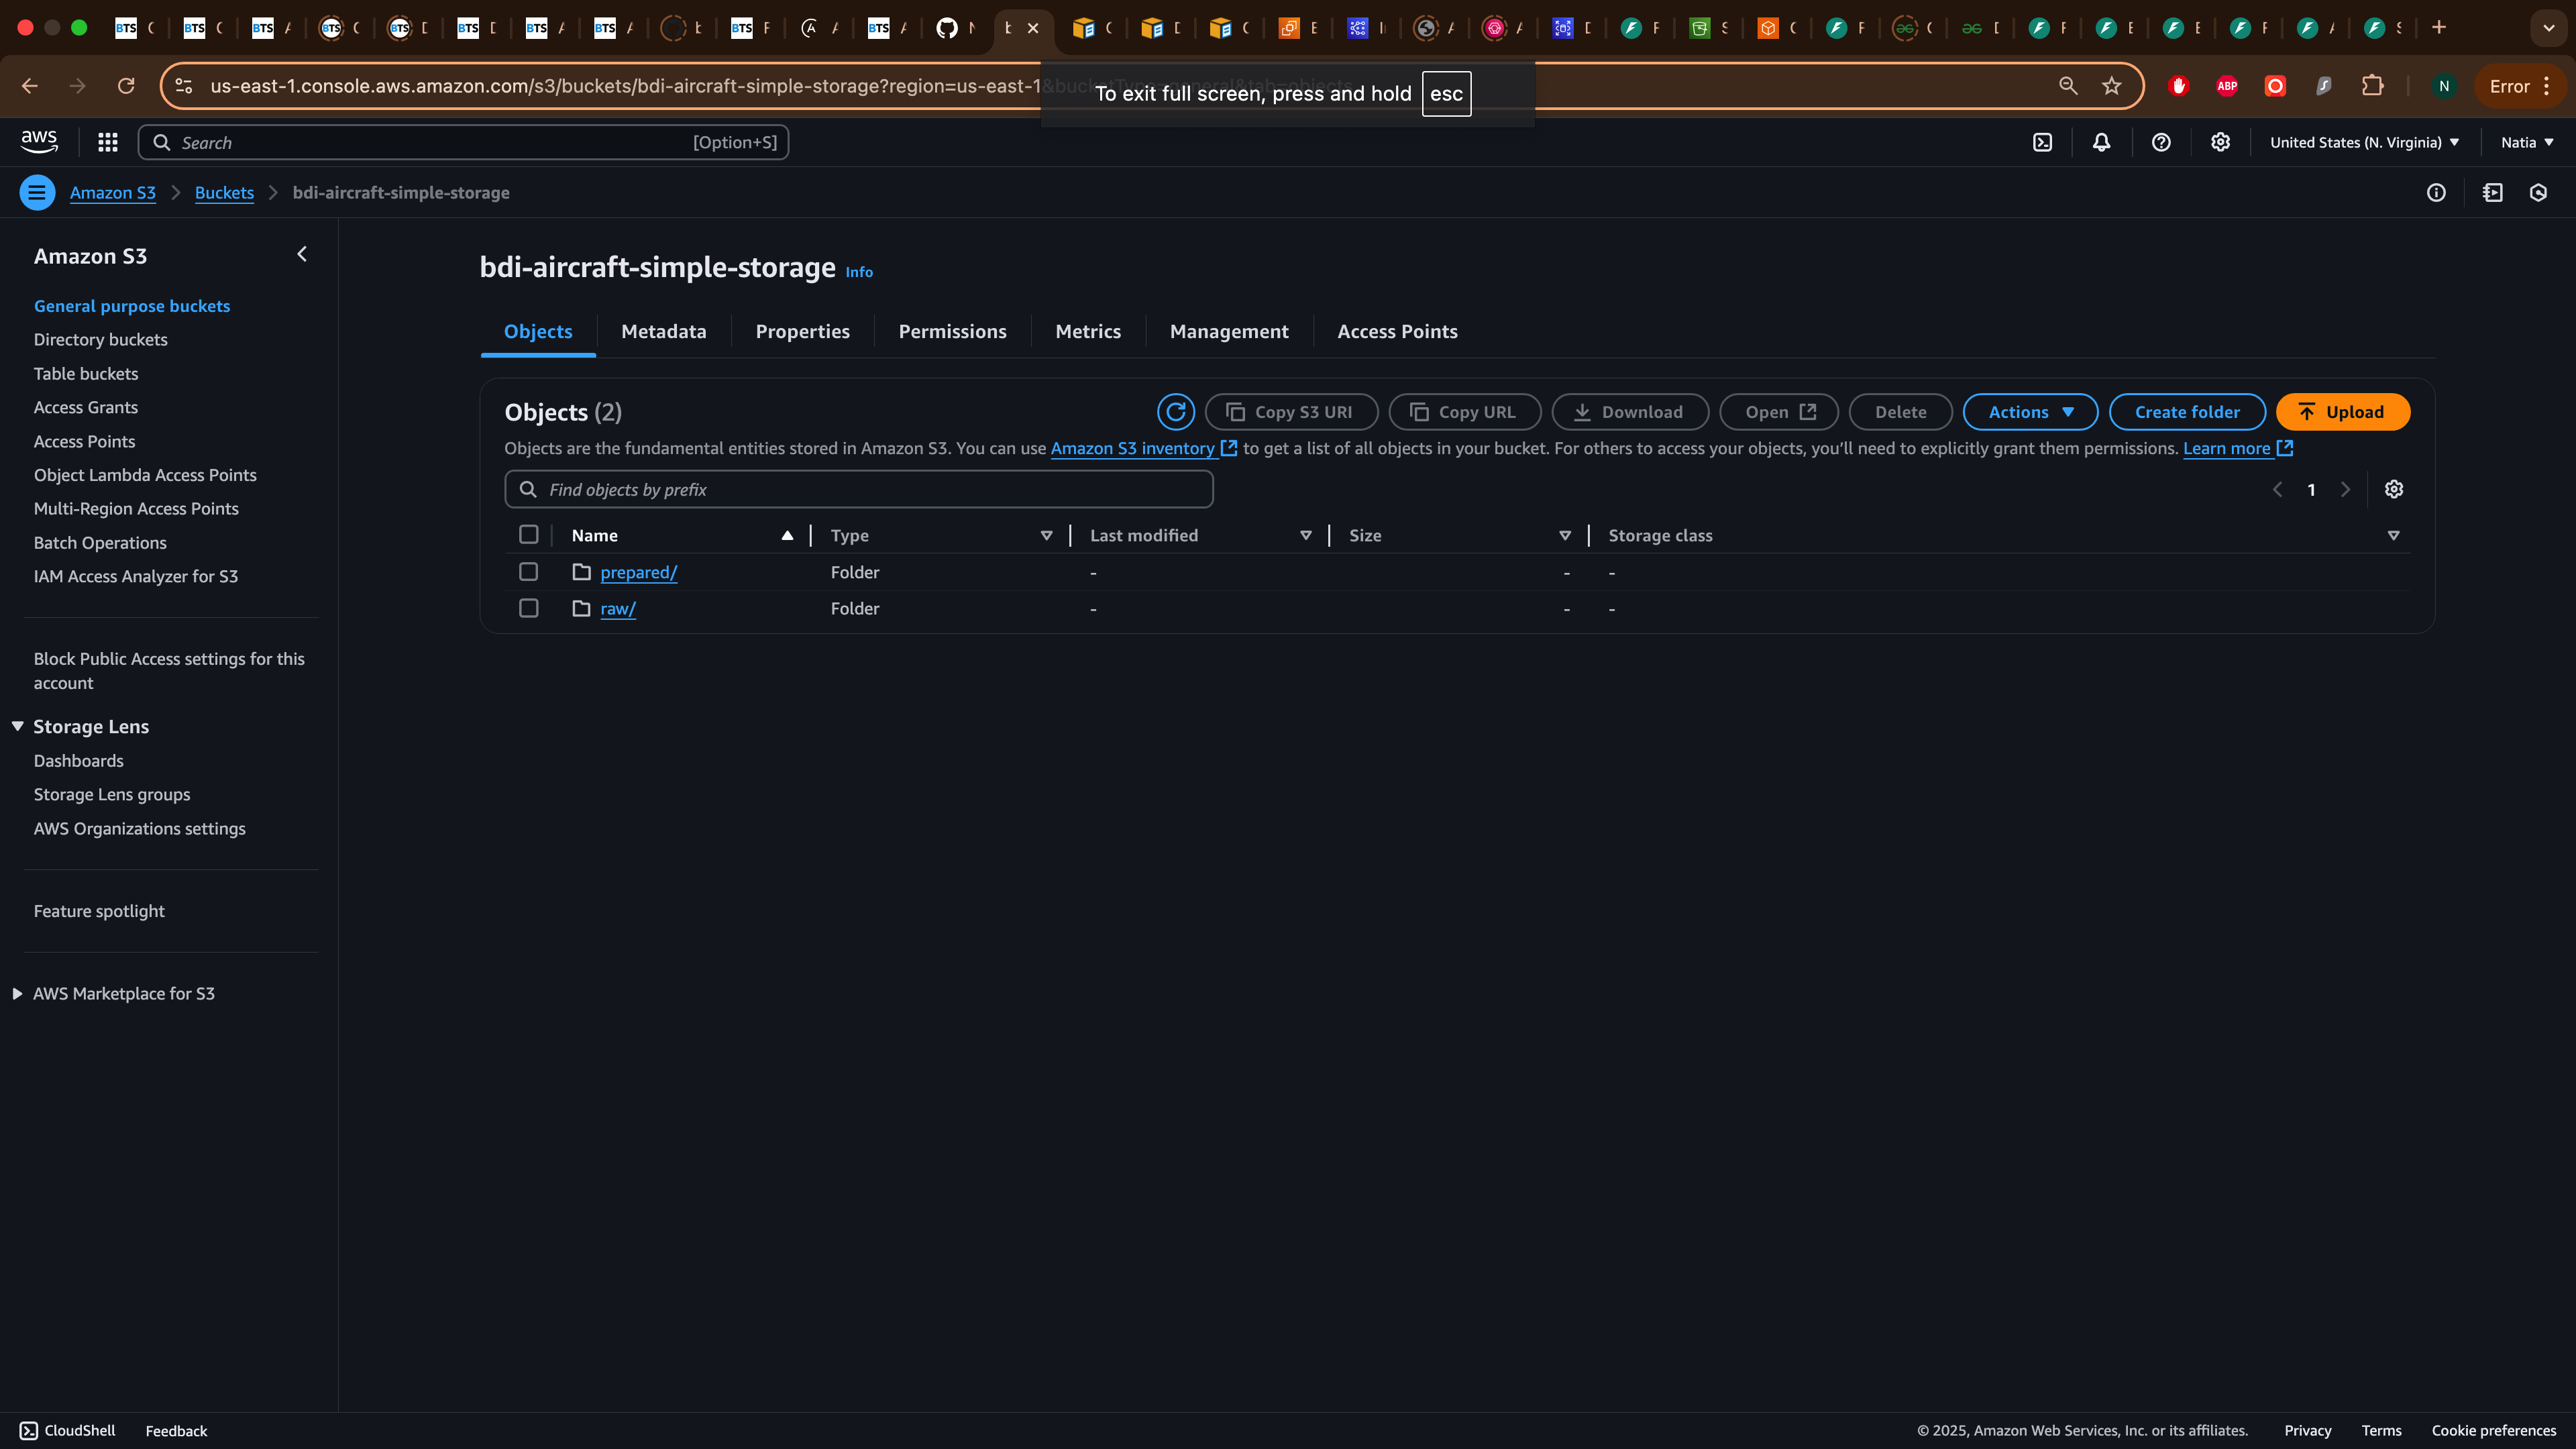 us-east-1.console.aws.amazon.com/s3/buckets/bdi-aircraft-simple-storage?region=us-east-1&bucketType=general&tab=objects
To exit full screen, press and hold esc
Error
aws
Search [Option+S]
United States (N. Virginia)
Natia
Amazon S3
Buckets
bdi-aircraft-simple-storage
Amazon S3
General purpose buckets
Directory buckets
Table buckets
Access Grants
Access Points
Object Lambda Access Points
Multi-Region Access Points
Batch Operations
IAM Access Analyzer for S3
Block Public Access settings for this
account
Storage Lens
Dashboards
Storage Lens groups
AWS Organizations settings
Feature spotlight
AWS Marketplace for S3
bdi-aircraft-simple-storage Info
Objects
Metadata
Properties
Permissions
Metrics
Management
Access Points
Objects (2)
Copy S3 URI
Copy URL
Download
Open
Delete
Actions
Create folder
Upload
Objects are the fundamental entities stored in Amazon S3. You can use Amazon S3 inventory to get a list of all objects in your bucket. For others to access your objects, you’ll need to explicitly grant them permissions. Learn more
Find objects by prefix
1
Name Type Last modified Size Storage class
prepared/ Folder - - -
raw/ Folder - - -
CloudShell
Feedback
© 2025, Amazon Web Services, Inc. or its affiliates.
Privacy
Terms
Cookie preferences